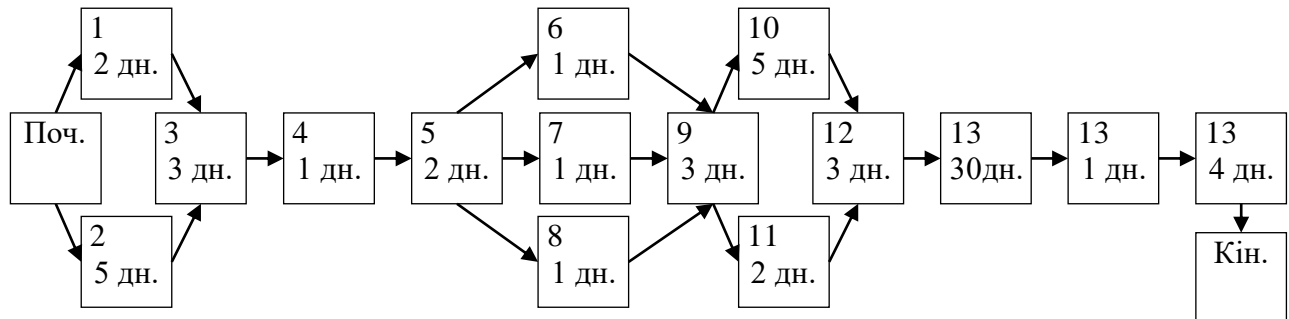 Поч.
1
2 дн.
2
5 дн.
3
3 дн.
4
1 дн.
5
2 дн.
6
1 дн.
7
1 дн.
8
1 дн.
9
3 дн.
10
5 дн.
11
2 дн.
12
3 дн.
13
30дн.
13
1 дн.
13
4 дн.
Кін.